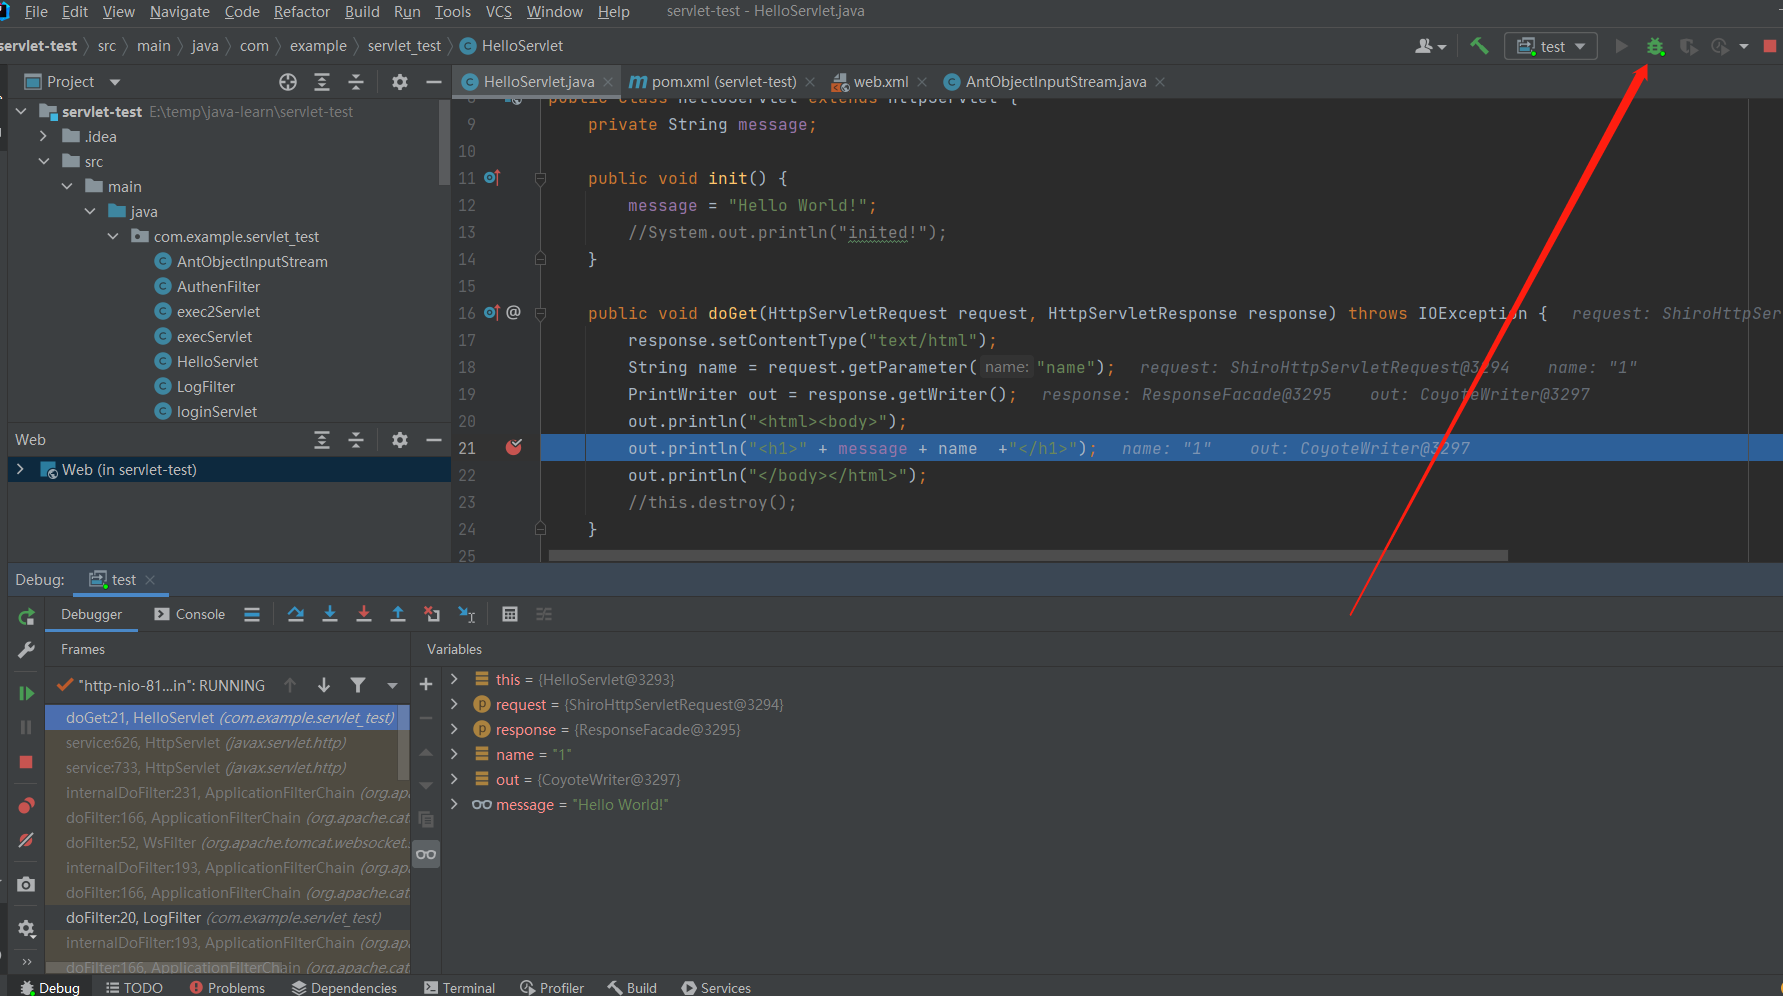 File Edit View Navigate Code Refactor Build Run Tools VCS Window Help servlet-test - HelloServlet.java
servlet-test src main java com example servlet_test HelloServlet test
Project
HelloServlet.java pom.xml (servlet-test) web.xml AntObjectInputStream.java
servlet-test E:\temp\java-learn\servlet-test
.idea
src
main
java
com.example.servlet_test
AntObjectInputStream
AuthenFilter
exec2Servlet
execServlet
HelloServlet
LogFilter
loginServlet
Web
Web (in servlet-test)
8 public class HelloServlet extends HttpServlet {
9 private String message;
10
11 public void init() {
12 message = "Hello World!";
13 //System.out.println("inited!");
14 }
15
16 @ public void doGet(HttpServletRequest request, HttpServletResponse response) throws IOException { request: ShiroHttpSer
17 response.setContentType("text/html");
18 String name = request.getParameter( name: "name"); request: ShiroHttpServletRequest@3294 name: "1"
19 PrintWriter out = response.getWriter(); response: ResponseFacade@3295 out: CoyoteWriter@3297
20 out.println("<html><body>");
21 out.println("<h1>" + message + name +"</h1>"); name: "1" out: CoyoteWriter@3297
22 out.println("</body></html>");
23 //this.destroy();
24 }
25
Debug: test
Debugger Console
Frames
"http-nio-81...in": RUNNING
doGet:21, HelloServlet (com.example.servlet_test)
service:626, HttpServlet (javax.servlet.http)
service:733, HttpServlet (javax.servlet.http)
internalDoFilter:231, ApplicationFilterChain (org.ap
doFilter:166, ApplicationFilterChain (org.apache.cat
doFilter:52, WsFilter (org.apache.tomcat.websocket.
internalDoFilter:193, ApplicationFilterChain (org.ap
doFilter:166, ApplicationFilterChain (org.apache.cat
doFilter:20, LogFilter (com.example.servlet_test)
internalDoFilter:193, ApplicationFilterChain (org.ap
doFilter:166, ApplicationFilterChain (org.apache.cat
Variables
this = {HelloServlet@3293}
request = {ShiroHttpServletRequest@3294}
response = {ResponseFacade@3295}
name = "1"
out = {CoyoteWriter@3297}
message = "Hello World!"
Debug TODO Problems Dependencies Terminal Profiler Build Services